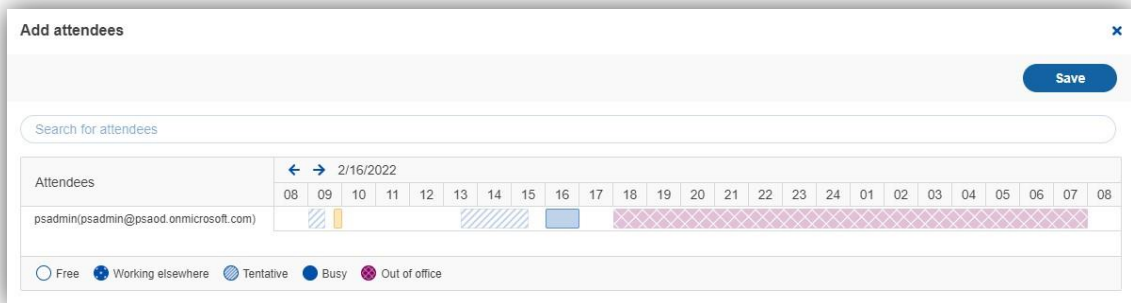 Add attendees
Save
Search for attendees
Attendees
2/16/2022
08 09 10 11 12 13 14 15 16 17 18 19 20 21 22 23 24 01 02 03 04 05 06 07 08
psadmin(psadmin@psaod.onmicrosoft.com)
Free Working elsewhere Tentative Busy Out of office